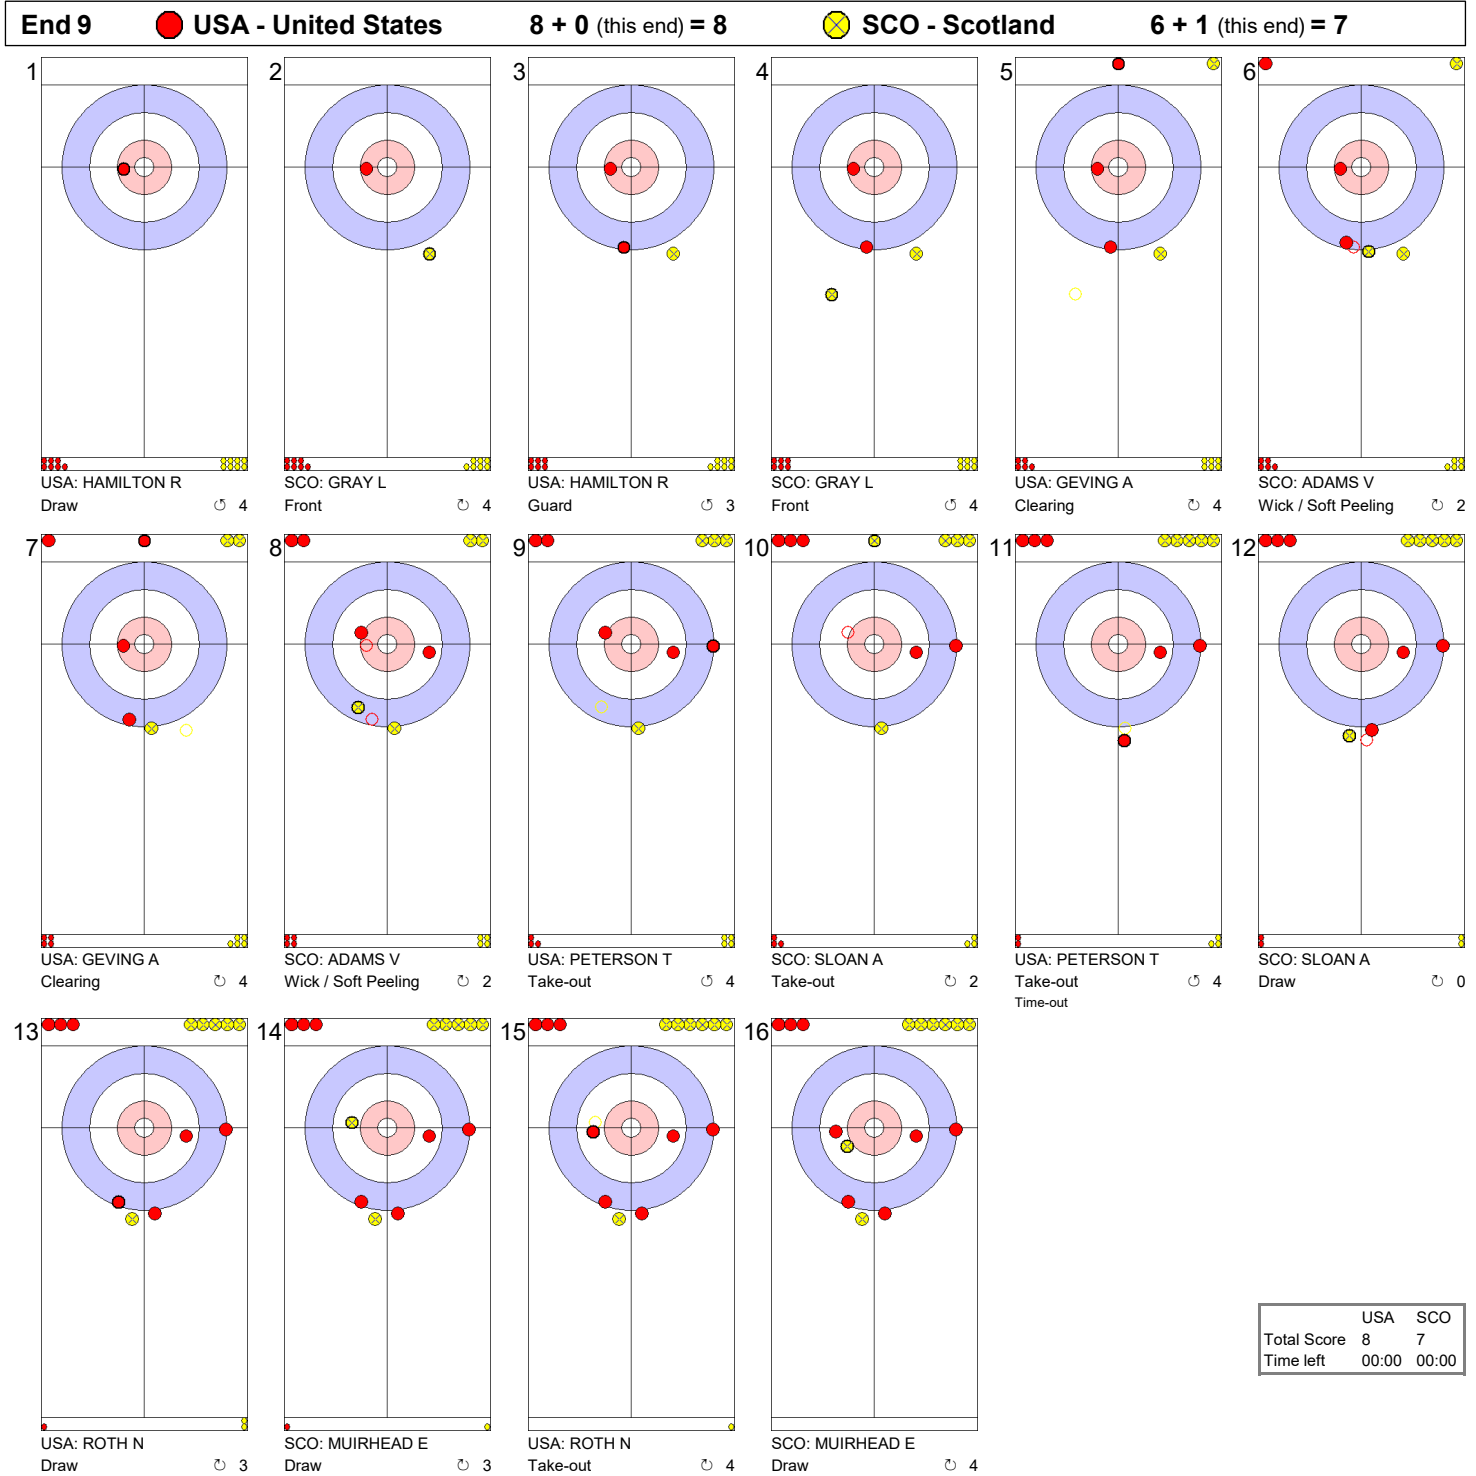 End 9 USA - United States 8 + 0 (this end) = 8 SCO - Scotland 6 + 1 (this end) = 7
1 2 3 4 5 6
USA: HAMILTON R SCO: GRAY L USA: HAMILTON R SCO: GRAY L USA: GEVING A SCO: ADAMS V
Draw ↺ 4 Front ↻ 4 Guard ↺ 3 Front ↻ 4 Clearing ↻ 4 Wick / Soft Peeling ↻ 2
7 8 9 10 11 12
USA: GEVING A SCO: ADAMS V USA: PETERSON T SCO: SLOAN A USA: PETERSON T SCO: SLOAN A
Clearing ↻ 4 Wick / Soft Peeling ↻ 2 Take-out ↺ 4 Take-out ↻ 2 Take-out ↺ 4 Draw ↻ 0
Time-out
13 14 15 16
USA SCO
Total Score 8 7
Time left 00:00 00:00
USA: ROTH N SCO: MUIRHEAD E USA: ROTH N SCO: MUIRHEAD E
Draw ↻ 3 Draw ↻ 3 Take-out ↻ 4 Draw ↻ 4